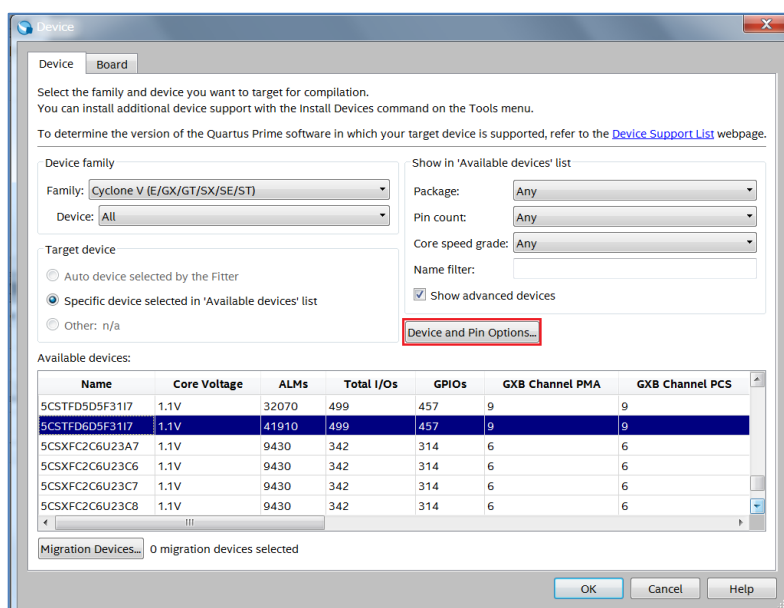 Device
Device Board
Select the family and device you want to target for compilation.
You can install additional device support with the Install Devices command on the Tools menu.
To determine the version of the Quartus Prime software in which your target device is supported, refer to the Device Support List webpage.
Device family
Family: Cyclone V (E/GX/GT/SX/SE/ST)
Device: All
Target device
Auto device selected by the Fitter
Specific device selected in 'Available devices' list
Other: n/a
Show in 'Available devices' list
Package: Any
Pin count: Any
Core speed grade: Any
Name filter:
Show advanced devices
Device and Pin Options...
Available devices:
Name Core Voltage ALMs Total I/Os GPIOs GXB Channel PMA GXB Channel PCS
5CSTFD5D5F31I7 1.1V 32070 499 457 9 9
5CSTFD6D5F31I7 1.1V 41910 499 457 9 9
5CSXFC2C6U23A7 1.1V 9430 342 314 6 6
5CSXFC2C6U23C6 1.1V 9430 342 314 6 6
5CSXFC2C6U23C7 1.1V 9430 342 314 6 6
5CSXFC2C6U23C8 1.1V 9430 342 314 6 6
Migration Devices... 0 migration devices selected
OK Cancel Help